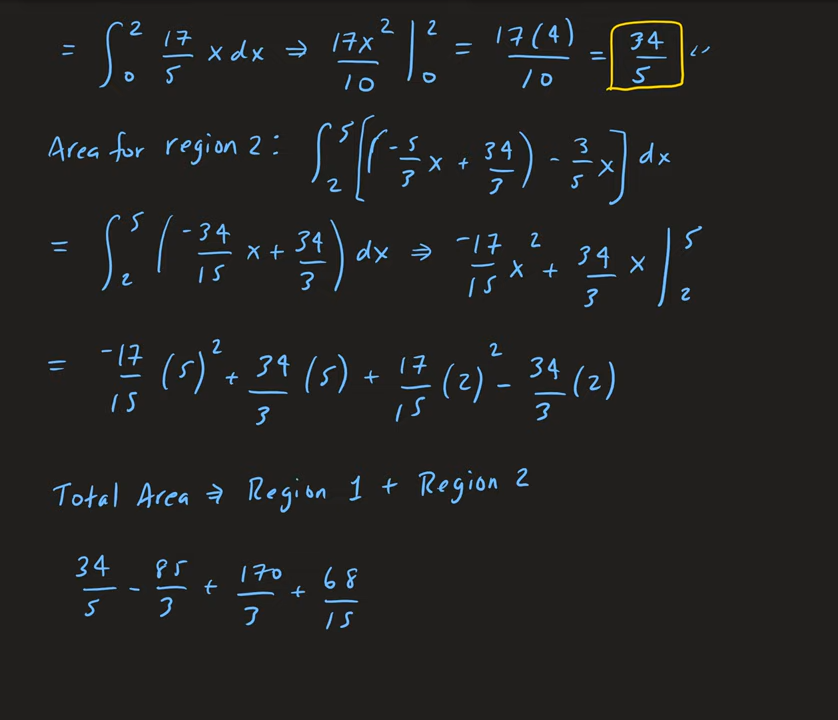 = ∫₀² 17/5 x dx ⇒ 17x²/10 |₀² = 17(4)/10 = 34/5
Area for region 2: ∫₂⁵ [(-5/3 x + 34/3) - 3/5 x] dx
= ∫₂⁵ (-34/15 x + 34/3) dx ⇒ -17/15 x² + 34/3 x |₂⁵
= -17/15 (5)² + 34/3 (5) + 17/15 (2)² - 34/3 (2)
Total Area ⇒ Region 1 + Region 2
34/5 - 85/3 + 170/3 + 68/15